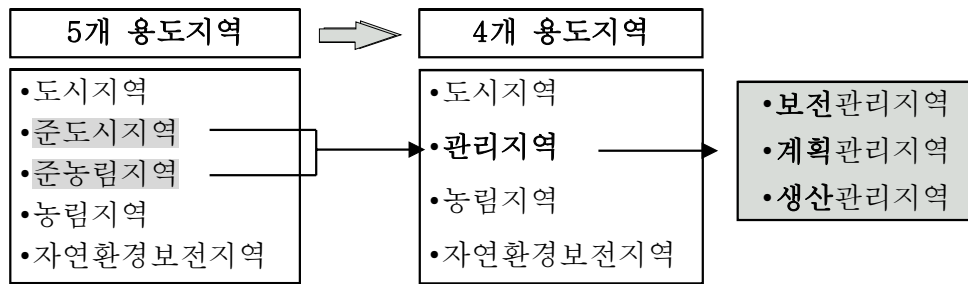 5개 용도지역
4개 용도지역
•도시지역
•준도시지역
•준농림지역
•농림지역
•자연환경보전지역
•도시지역
•관리지역
•농림지역
•자연환경보전지역
•보전관리지역
•계획관리지역
•생산관리지역